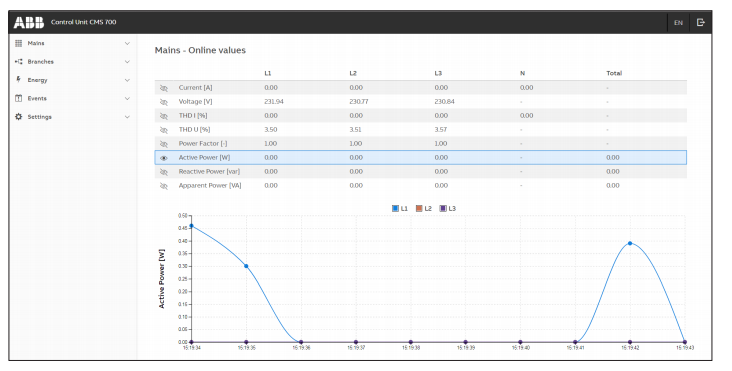 ABB Control Unit CMS 700 EN
Mains
Branches
Energy
Events
Settings
Mains - Online values
L1 L2 L3 N Total
Current [A] 0.00 0.00 0.00 0.00 -
Voltage [V] 231.94 230.77 230.84 - -
THD I [%] 0.00 0.00 0.00 0.00 -
THD U [%] 3.50 3.51 3.57 - -
Power Factor [-] 1.00 1.00 1.00 - -
Active Power [W] 0.00 0.00 0.00 - 0.00
Reactive Power [var] 0.00 0.00 0.00 - 0.00
Apparent Power [VA] 0.00 0.00 0.00 - 0.00
L1 L2 L3
Active Power [W]
0.50
0.45
0.40
0.35
0.30
0.25
0.20
0.15
0.10
0.05
0.00
15:19:34 15:19:35 15:19:36 15:19:37 15:19:38 15:19:39 15:19:40 15:19:41 15:19:42 15:19:43